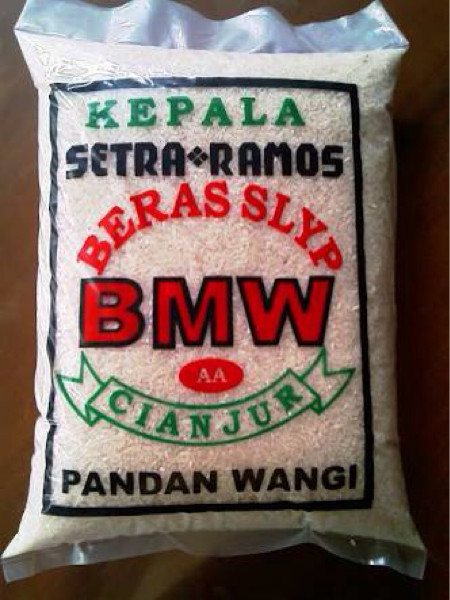 KEPALA
SETRA❖RAMOS
BERAS SLYP
BMW
AA
CIANJUR
PANDAN WANGI